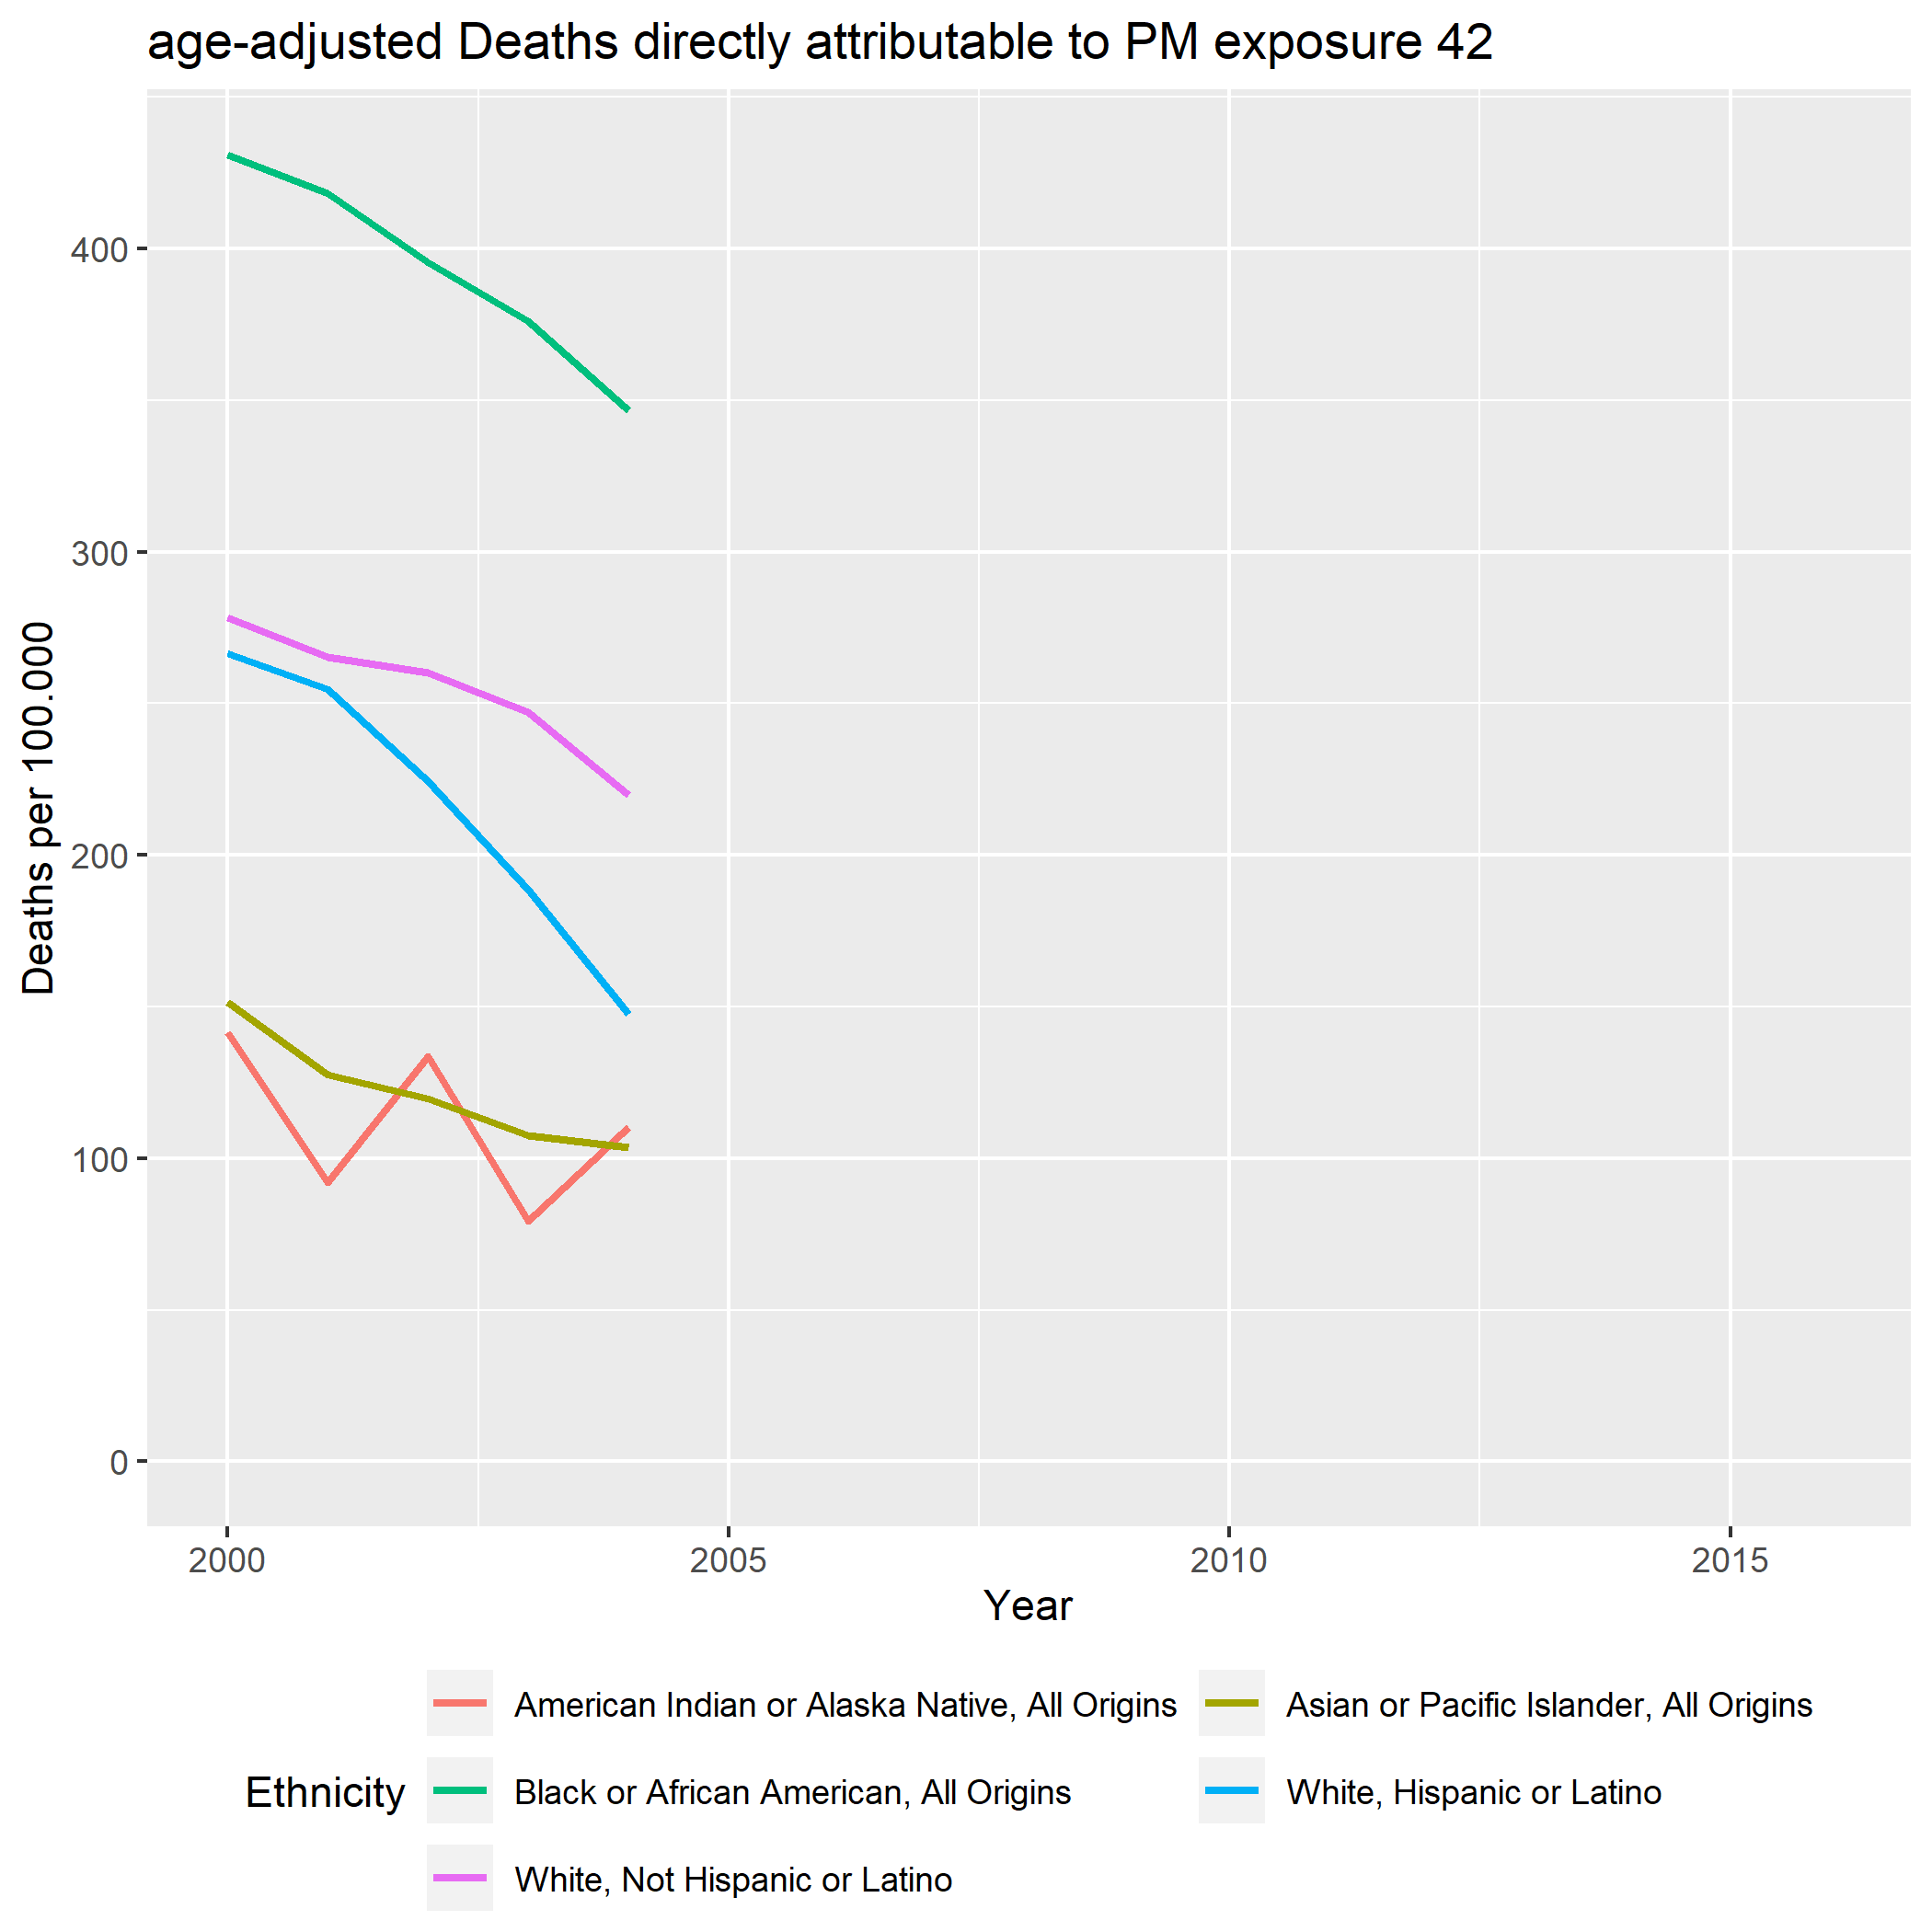 age-adjusted Deaths directly attributable to PM exposure 42
Deaths per 100.000
400
300
200
100
0
2000
2005
2010
2015
Year
Ethnicity
American Indian or Alaska Native, All Origins
Asian or Pacific Islander, All Origins
Black or African American, All Origins
White, Hispanic or Latino
White, Not Hispanic or Latino